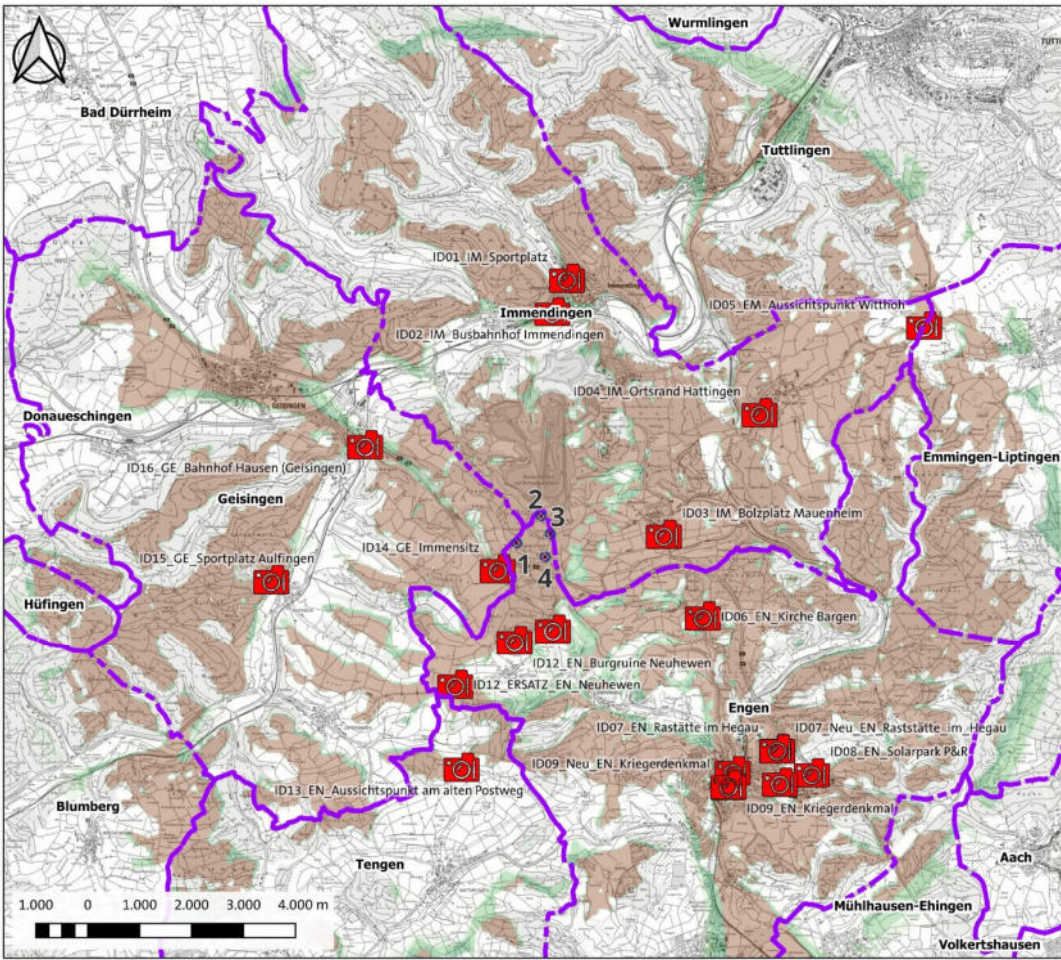 Wurmlingen
Bad Dürrheim
Tuttlingen
ID01_IM_Sportplatz
Immendingen
ID05_EM_Aussichtspunkt Witthoh
ID02_IM_Busbahnhof Immendingen
ID04_IM_Ortsrand Hattingen
GEISINGEN
Donaueschingen
Emmingen-Liptingen
ID16_GE_Bahnhof Hausen (Geisingen)
Geisingen
2
3
ID03_IM_Bolzplatz Mauenheim
ID14_GE_Immensitz
1
4
ID15_GE_Sportplatz Aulfingen
Hüfingen
ID06_EN_Kirche Bargen
ID12_EN_Burgruine Neuhewen
ID12_ERSATZ_EN_Neuhewen
Engen
ID07_EN_Rastätte im Hegau
ID07_Neu_EN_Raststätte_im_Hegau
ID08_EN_Solarpark P&R
ID09_Neu_EN_Kriegerdenkmal
ID13_EN_Aussichtspunkt am alten Postweg
ID09_EN_Kriegerdenkmal
Blumberg
Tengen
Aach
1.000 0 1.000 2.000 3.000 4.000 m
Mühlhausen-Ehingen
Volkertshausen